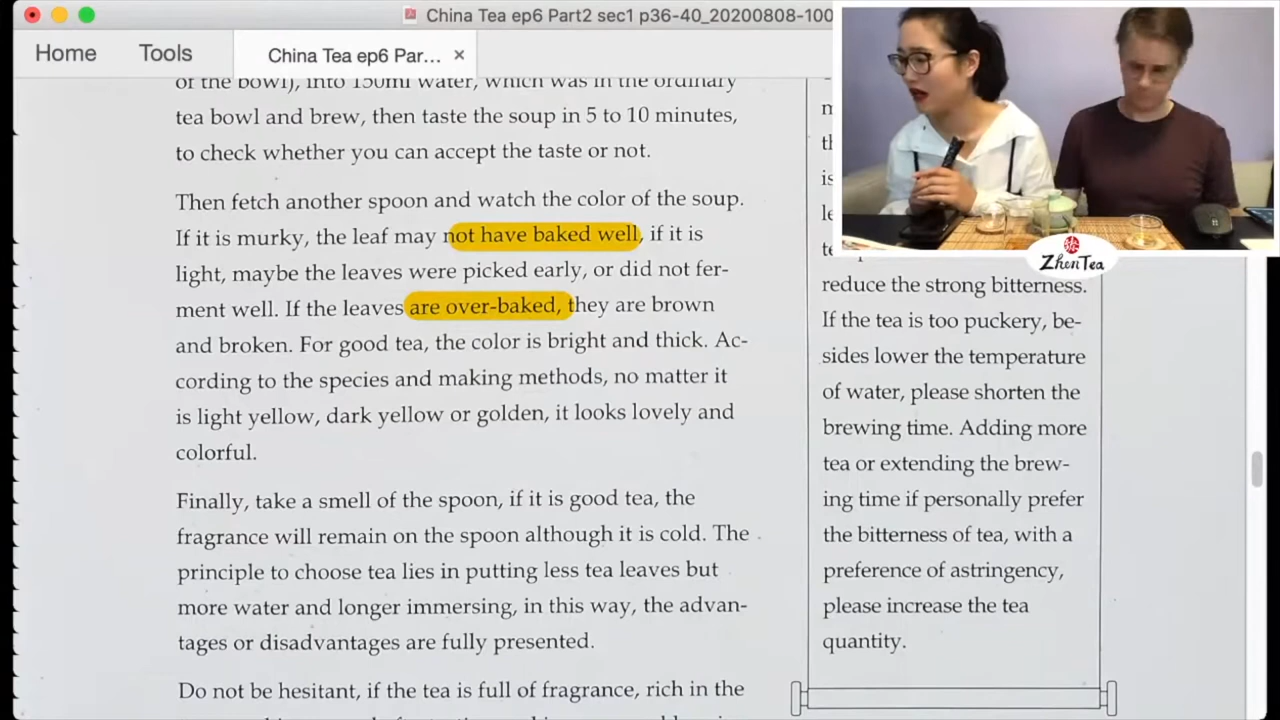 China Tea ep6 Part2 sec1 p36-40_20200808-100
Home
Tools
China Tea ep6 Par... ×
of the bowl), into 150ml water, which was in the ordinary
tea bowl and brew, then taste the soup in 5 to 10 minutes,
to check whether you can accept the taste or not.
Then fetch another spoon and watch the color of the soup.
If it is murky, the leaf may not have baked well, if it is
light, maybe the leaves were picked early, or did not fer-
ment well. If the leaves are over-baked, they are brown
and broken. For good tea, the color is bright and thick. Ac-
cording to the species and making methods, no matter it
is light yellow, dark yellow or golden, it looks lovely and
colorful.
Finally, take a smell of the spoon, if it is good tea, the
fragrance will remain on the spoon although it is cold. The
principle to choose tea lies in putting less tea leaves but
more water and longer immersing, in this way, the advan-
tages or disadvantages are fully presented.
Do not be hesitant, if the tea is full of fragrance, rich in the
ZhenTea
reduce the strong bitterness.
If the tea is too puckery, be-
sides lower the temperature
of water, please shorten the
brewing time. Adding more
tea or extending the brew-
ing time if personally prefer
the bitterness of tea, with a
preference of astringency,
please increase the tea
quantity.